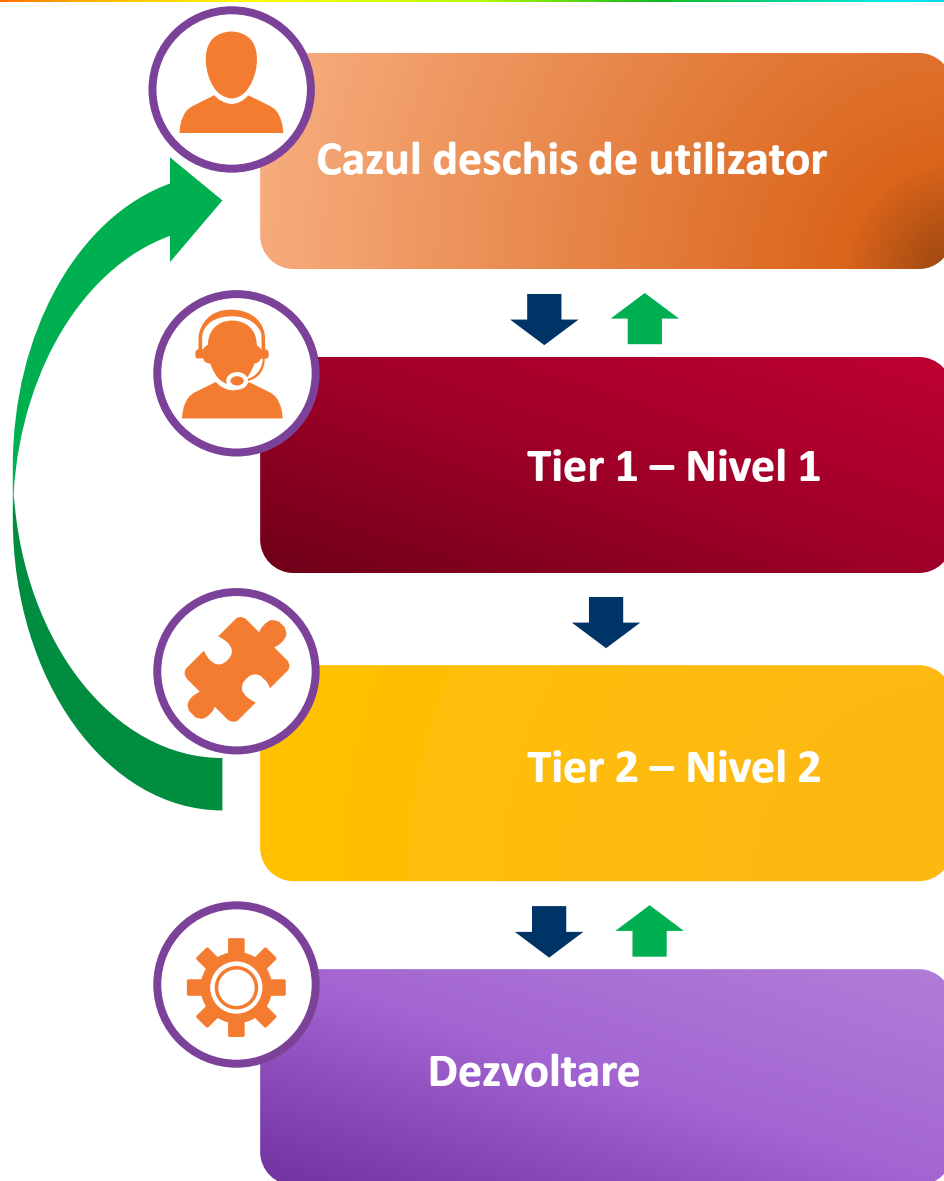 Cazul deschis de utilizator
Tier 1 – Nivel 1
Tier 2 – Nivel 2
Dezvoltare